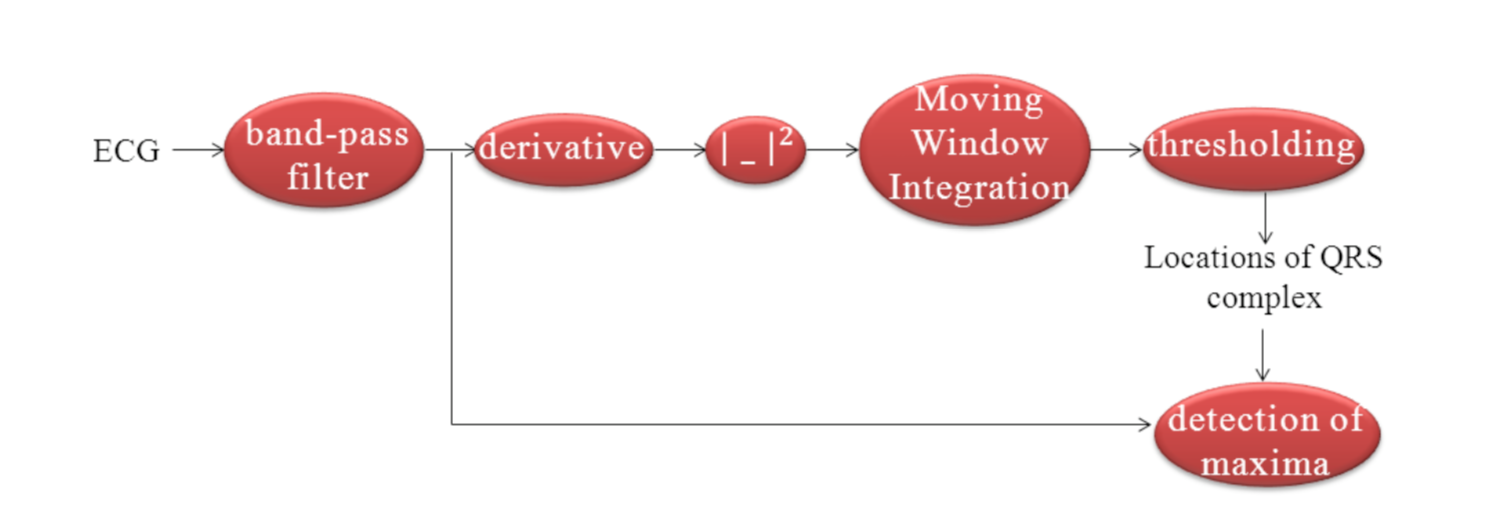 ECG
band-pass
filter
derivative
|_|²
Moving
Window
Integration
thresholding
Locations of QRS
complex
detection of
maxima